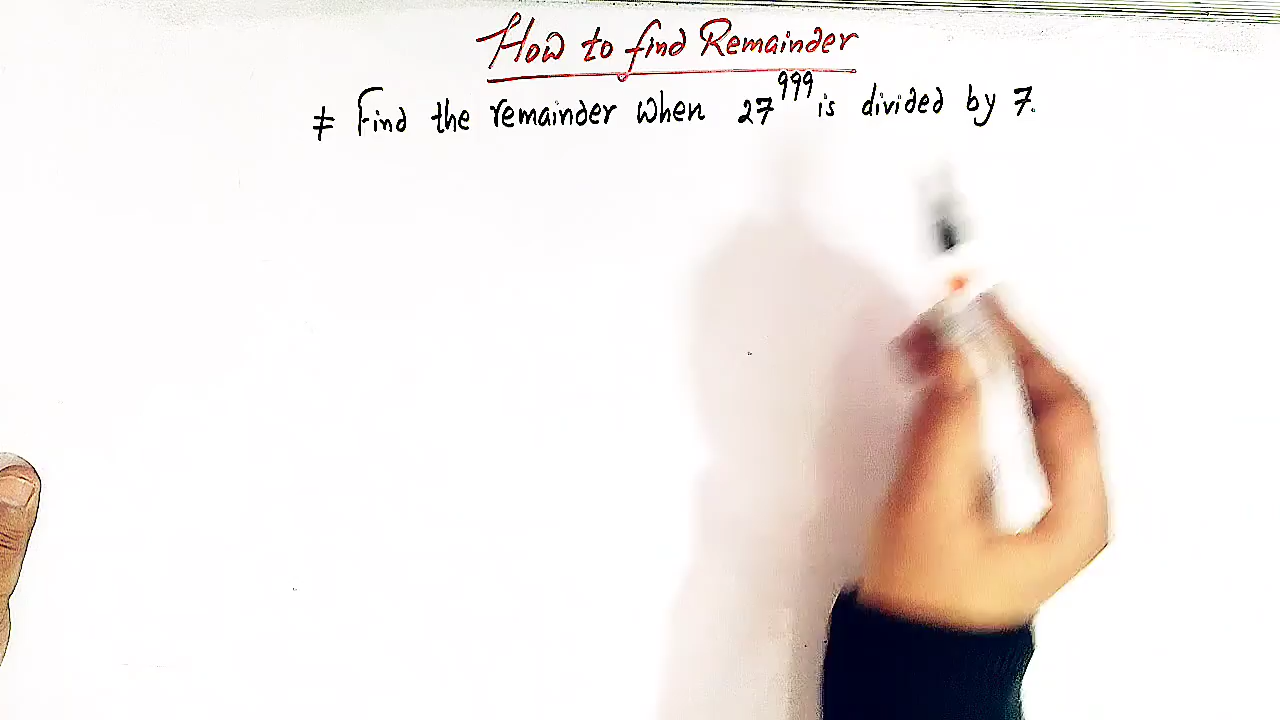 How to find Remainder
# Find the remainder when 27^999 is divided by 7.